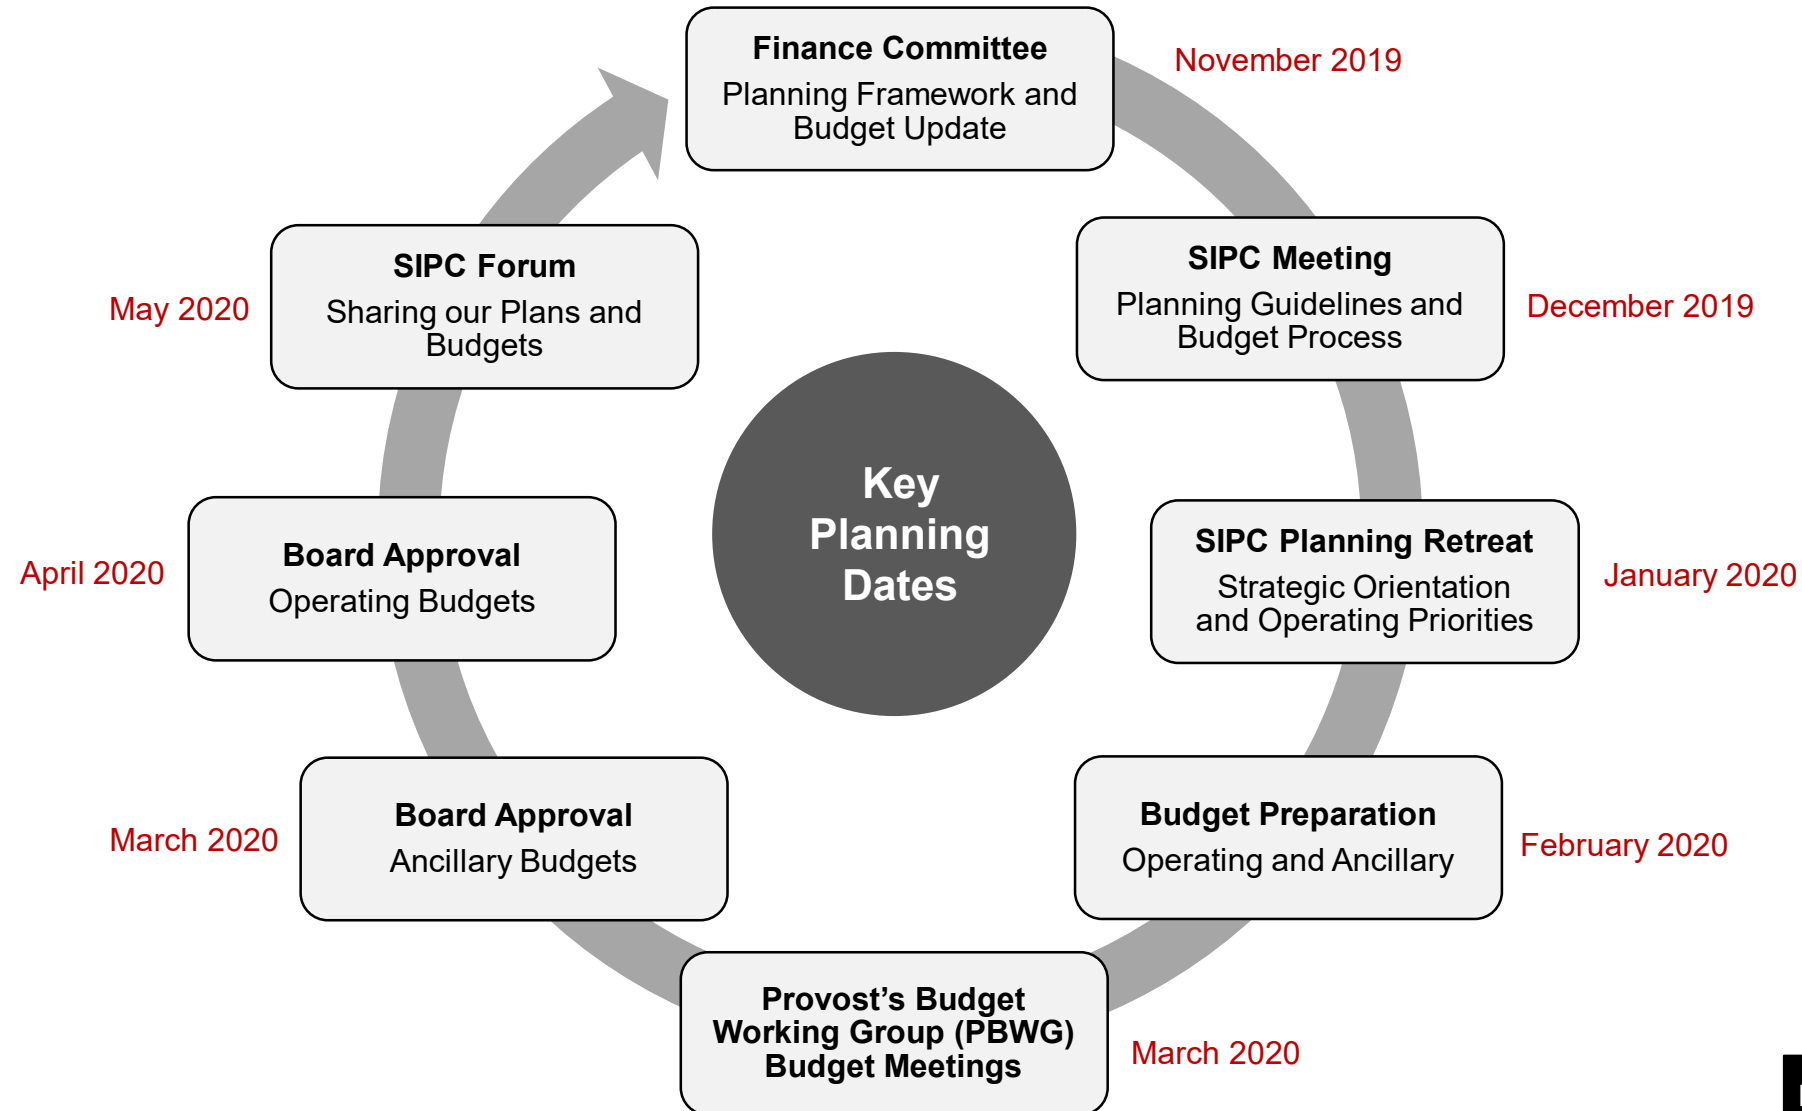 Finance Committee
Planning Framework and
Budget Update
November 2019
SIPC Meeting
Planning Guidelines and
Budget Process
December 2019
SIPC Planning Retreat
Strategic Orientation
and Operating Priorities
January 2020
Budget Preparation
Operating and Ancillary
February 2020
Provost’s Budget
Working Group (PBWG)
Budget Meetings
March 2020
Board Approval
Ancillary Budgets
March 2020
Board Approval
Operating Budgets
April 2020
SIPC Forum
Sharing our Plans and
Budgets
May 2020
Key
Planning
Dates